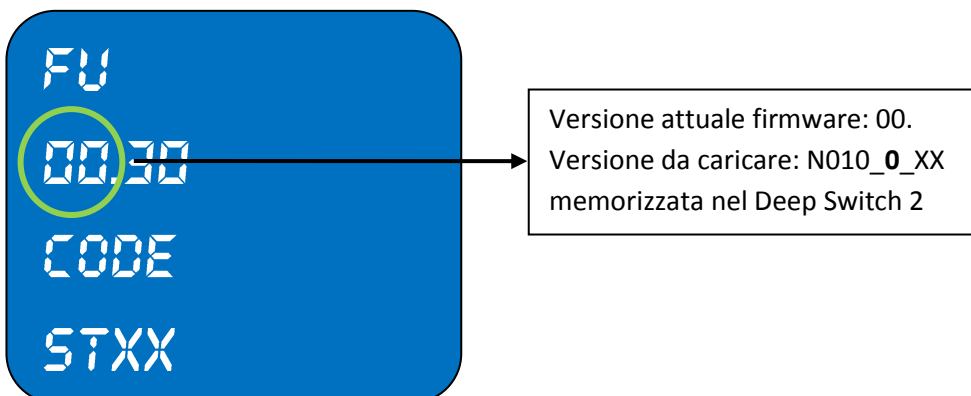 FU
00.30
CODE
STXX
Versione attuale firmware: 00.
Versione da caricare: N010_0_XX
memorizzata nel Deep Switch 2